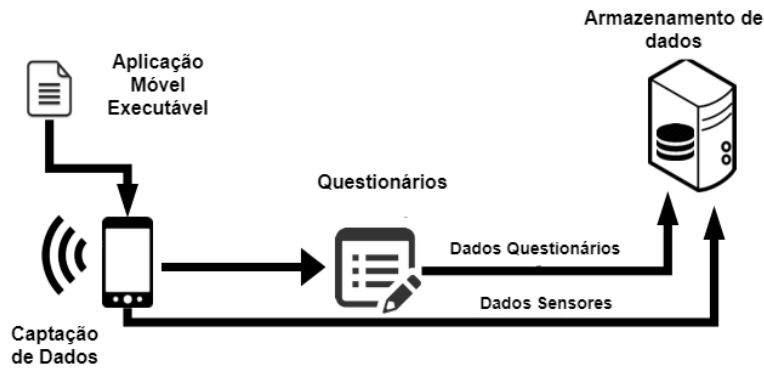 Armazenamento de
dados
Aplicação
Móvel
Executável
Questionários
Dados Questionários
Dados Sensores
Captação
de Dados